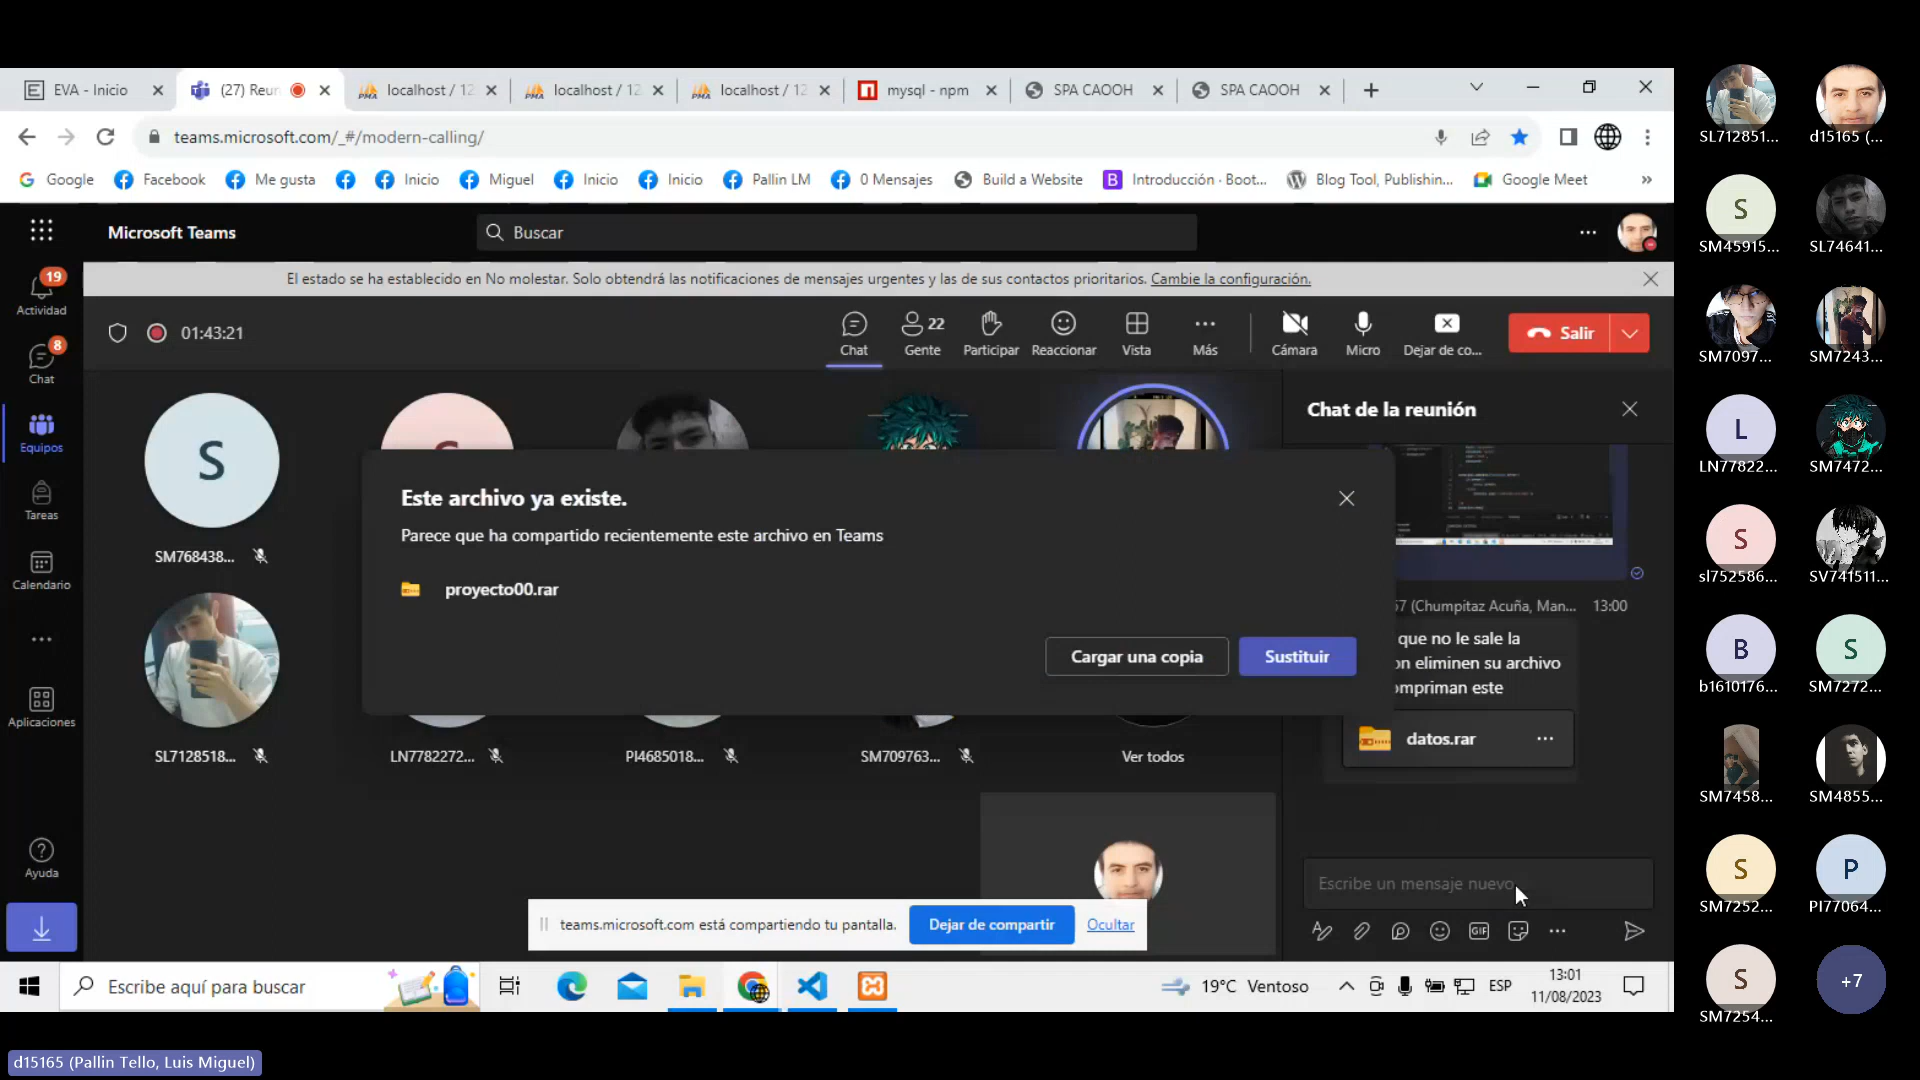 EVA - Inicio
(27) Reun
localhost / 12
localhost / 12
localhost / 12
mysql - npm
SPA CAOOH
SPA CAOOH
teams.microsoft.com/_#/modern-calling/
Google
Facebook
Me gusta
Inicio
Miguel
Inicio
Inicio
Pallin LM
0 Mensajes
Build a Website
Introducción · Boot...
Blog Tool, Publishin...
Google Meet
»
Microsoft Teams
Buscar
El estado se ha establecido en No molestar. Solo obtendrá las notificaciones de mensajes urgentes y las de sus contactos prioritarios. Cambie la configuración.
19
Actividad
8
Chat
Equipos
Tareas
Calendario
Aplicaciones
Ayuda
01:43:21
Chat
22
Gente
Participar
Reaccionar
Vista
Más
Cámara
Micro
Dejar de co...
Salir
S
SM768438...
SL7128518...
LN7782272...
PI4685018...
SM709763...
Ver todos
Este archivo ya existe.
Parece que ha compartido recientemente este archivo en Teams
proyecto00.rar
Cargar una copia
Sustituir
Chat de la reunión
57 (Chumpitaz Acuña, Man...
13:00
que no le sale la
on eliminen su archivo
mpriman este
datos.rar
Escribe un mensaje nuevo
GIF
teams.microsoft.com está compartiendo tu pantalla.
Dejar de compartir
Ocultar
Escribe aquí para buscar
19°C Ventoso
ESP
13:01
11/08/2023
SL712851...
d15165 (...
S
SM45915...
SL74641...
SM7097...
SM7243...
L
LN77822...
SM7472...
S
sl752586...
SV741511...
B
b1610176...
S
SM7272...
SM7458...
SM4855...
S
SM7252...
P
PI77064...
S
SM7254...
+7
d15165 (Pallin Tello, Luis Miguel)